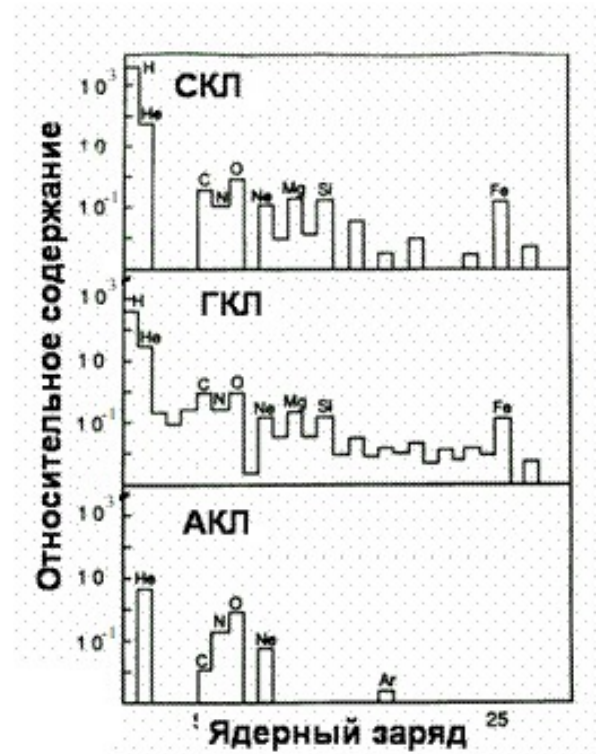 Относительное содержание
10³ H СКЛ
He
10
C N O Ne Mg Si Fe
10⁻¹
10³ H ГКЛ
He
10
C N O Ne Mg Si Fe
10⁻¹
10³ АКЛ
10 He
O
N
10⁻¹ C Ne
Ar
Ядерный заряд 25